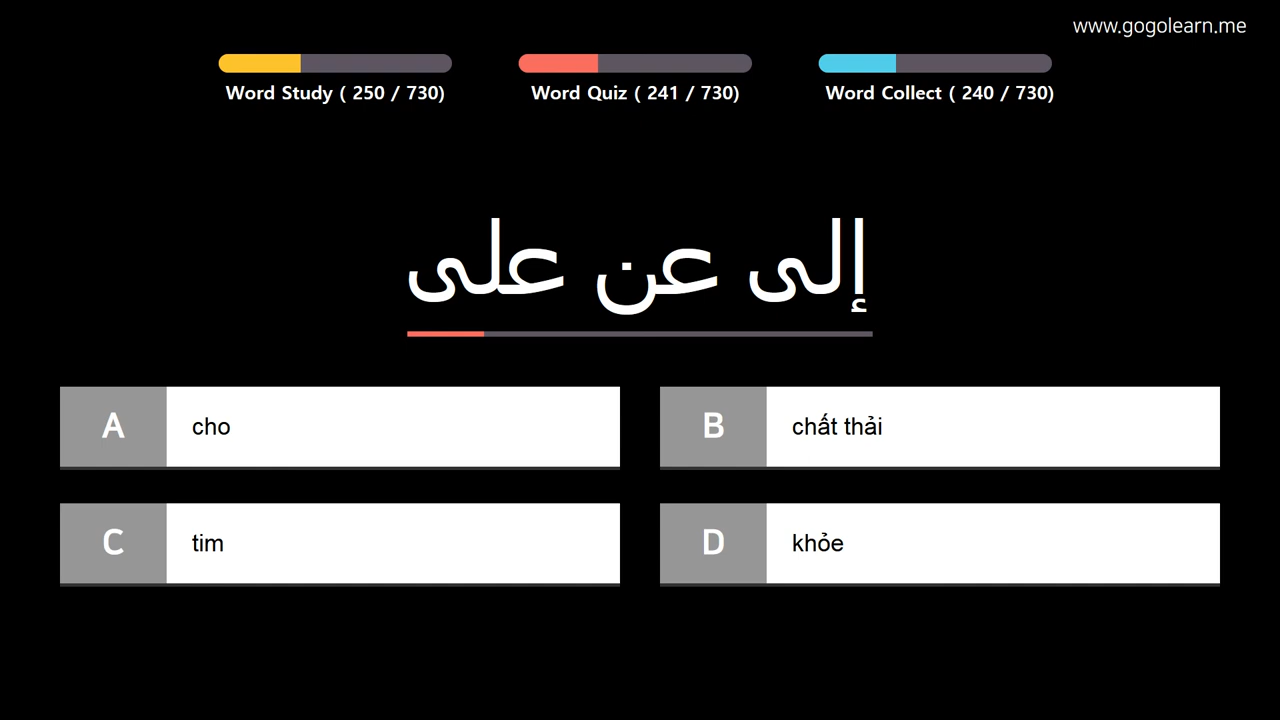 www.gogolearn.me
Word Study ( 250 / 730)
Word Quiz ( 241 / 730)
Word Collect ( 240 / 730)
إلى عن على
A
cho
B
chất thải
C
tim
D
khỏe